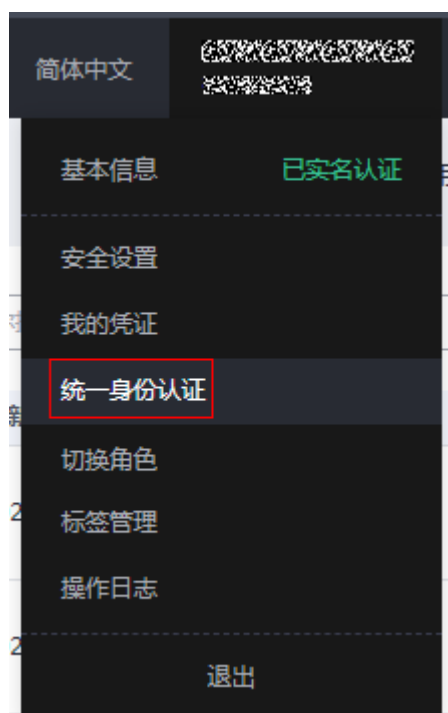 简体中文
基本信息 已实名认证
安全设置
我的凭证
统一身份认证
切换角色
标签管理
操作日志
退出